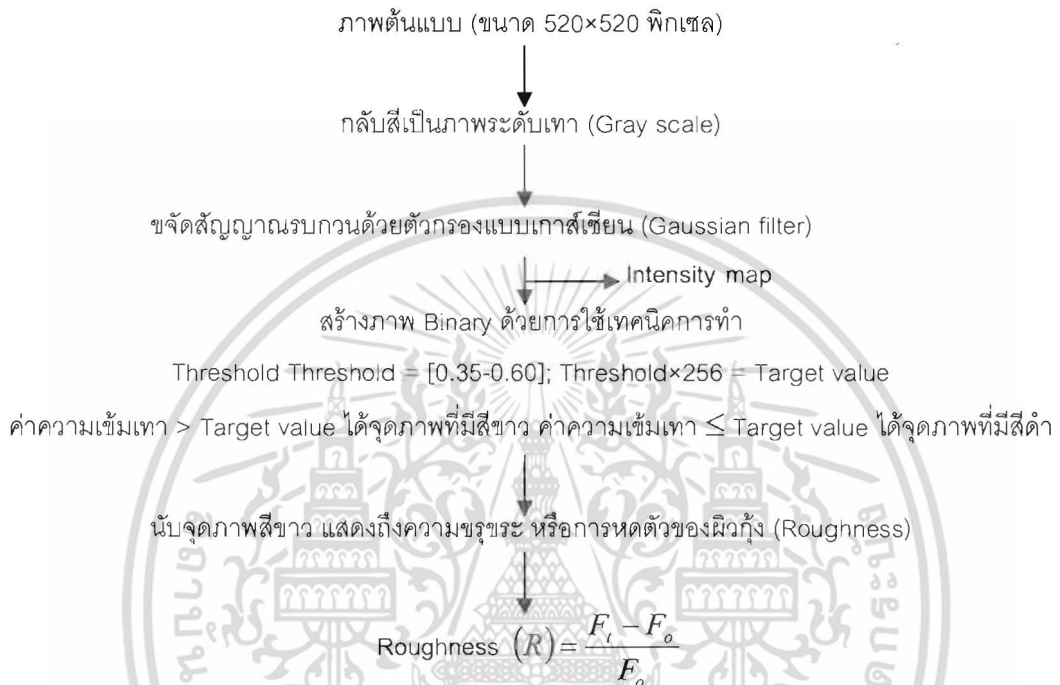 ภาพต้นแบบ (ขนาด 520×520 พิกเซล)
กลับสีเป็นภาพระดับเทา (Gray scale)
ขจัดสัญญาณรบกวนด้วยตัวกรองแบบเกาส์เซียน (Gaussian filter)
Intensity map
สร้างภาพ Binary ด้วยการใช้เทคนิคการทำ
Threshold Threshold = [0.35-0.60]; Threshold×256 = Target value
ค่าความเข้มเทา > Target value ได้จุดภาพที่มีสีขาว ค่าความเข้มเทา ≤ Target value ได้จุดภาพที่มีสีดำ
นับจุดภาพสีขาว แสดงถึงความขรุขระ หรือการหดตัวของผิวกุ้ง (Roughness)
Roughness (R) = \frac{F_t - F_o}{F_o}